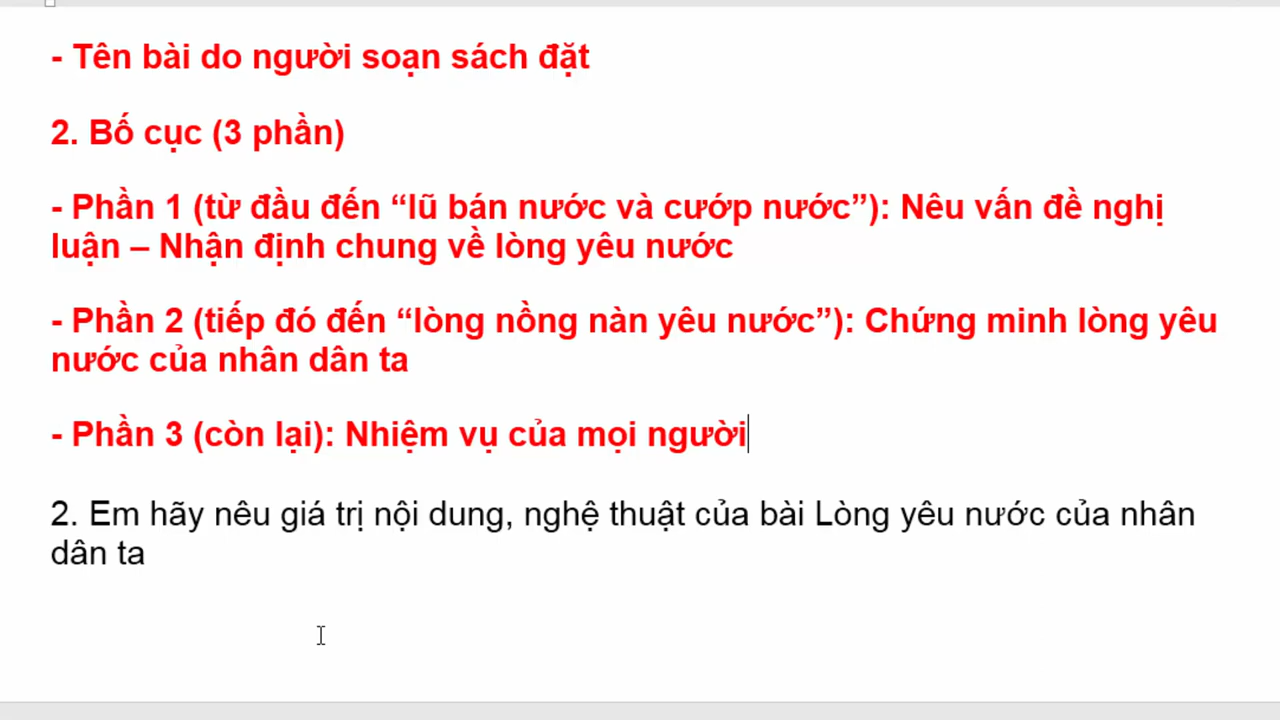 - Tên bài do người soạn sách đặt
2. Bố cục (3 phần)
- Phần 1 (từ đầu đến “lũ bán nước và cướp nước”): Nêu vấn đề nghị
luận – Nhận định chung về lòng yêu nước
- Phần 2 (tiếp đó đến “lòng nồng nàn yêu nước”): Chứng minh lòng yêu
nước của nhân dân ta
- Phần 3 (còn lại): Nhiệm vụ của mọi người
2. Em hãy nêu giá trị nội dung, nghệ thuật của bài Lòng yêu nước của nhân
dân ta